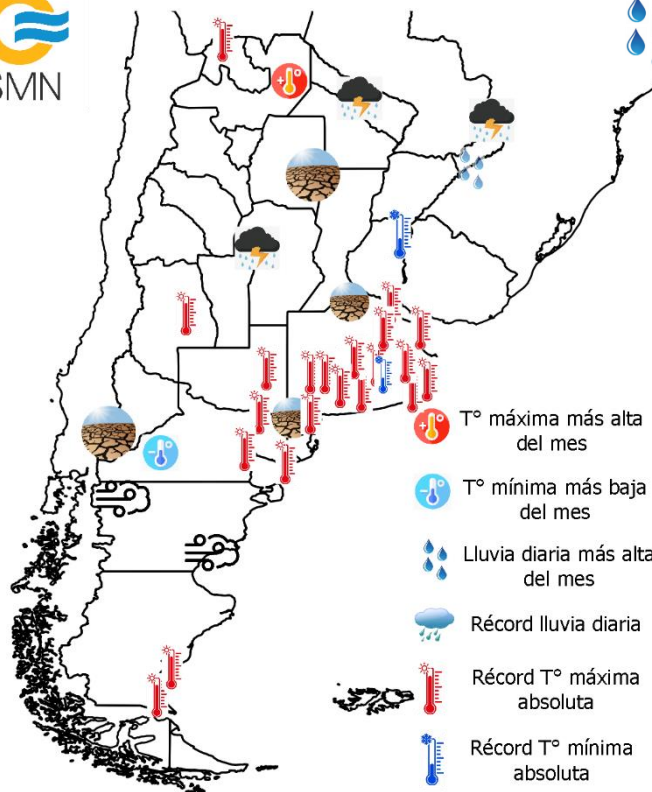 SMN
T° máxima más alta
del mes
T° mínima más baja
del mes
Lluvia diaria más alta
del mes
Récord lluvia diaria
Récord T° máxima
absoluta
Récord T° mínima
absoluta